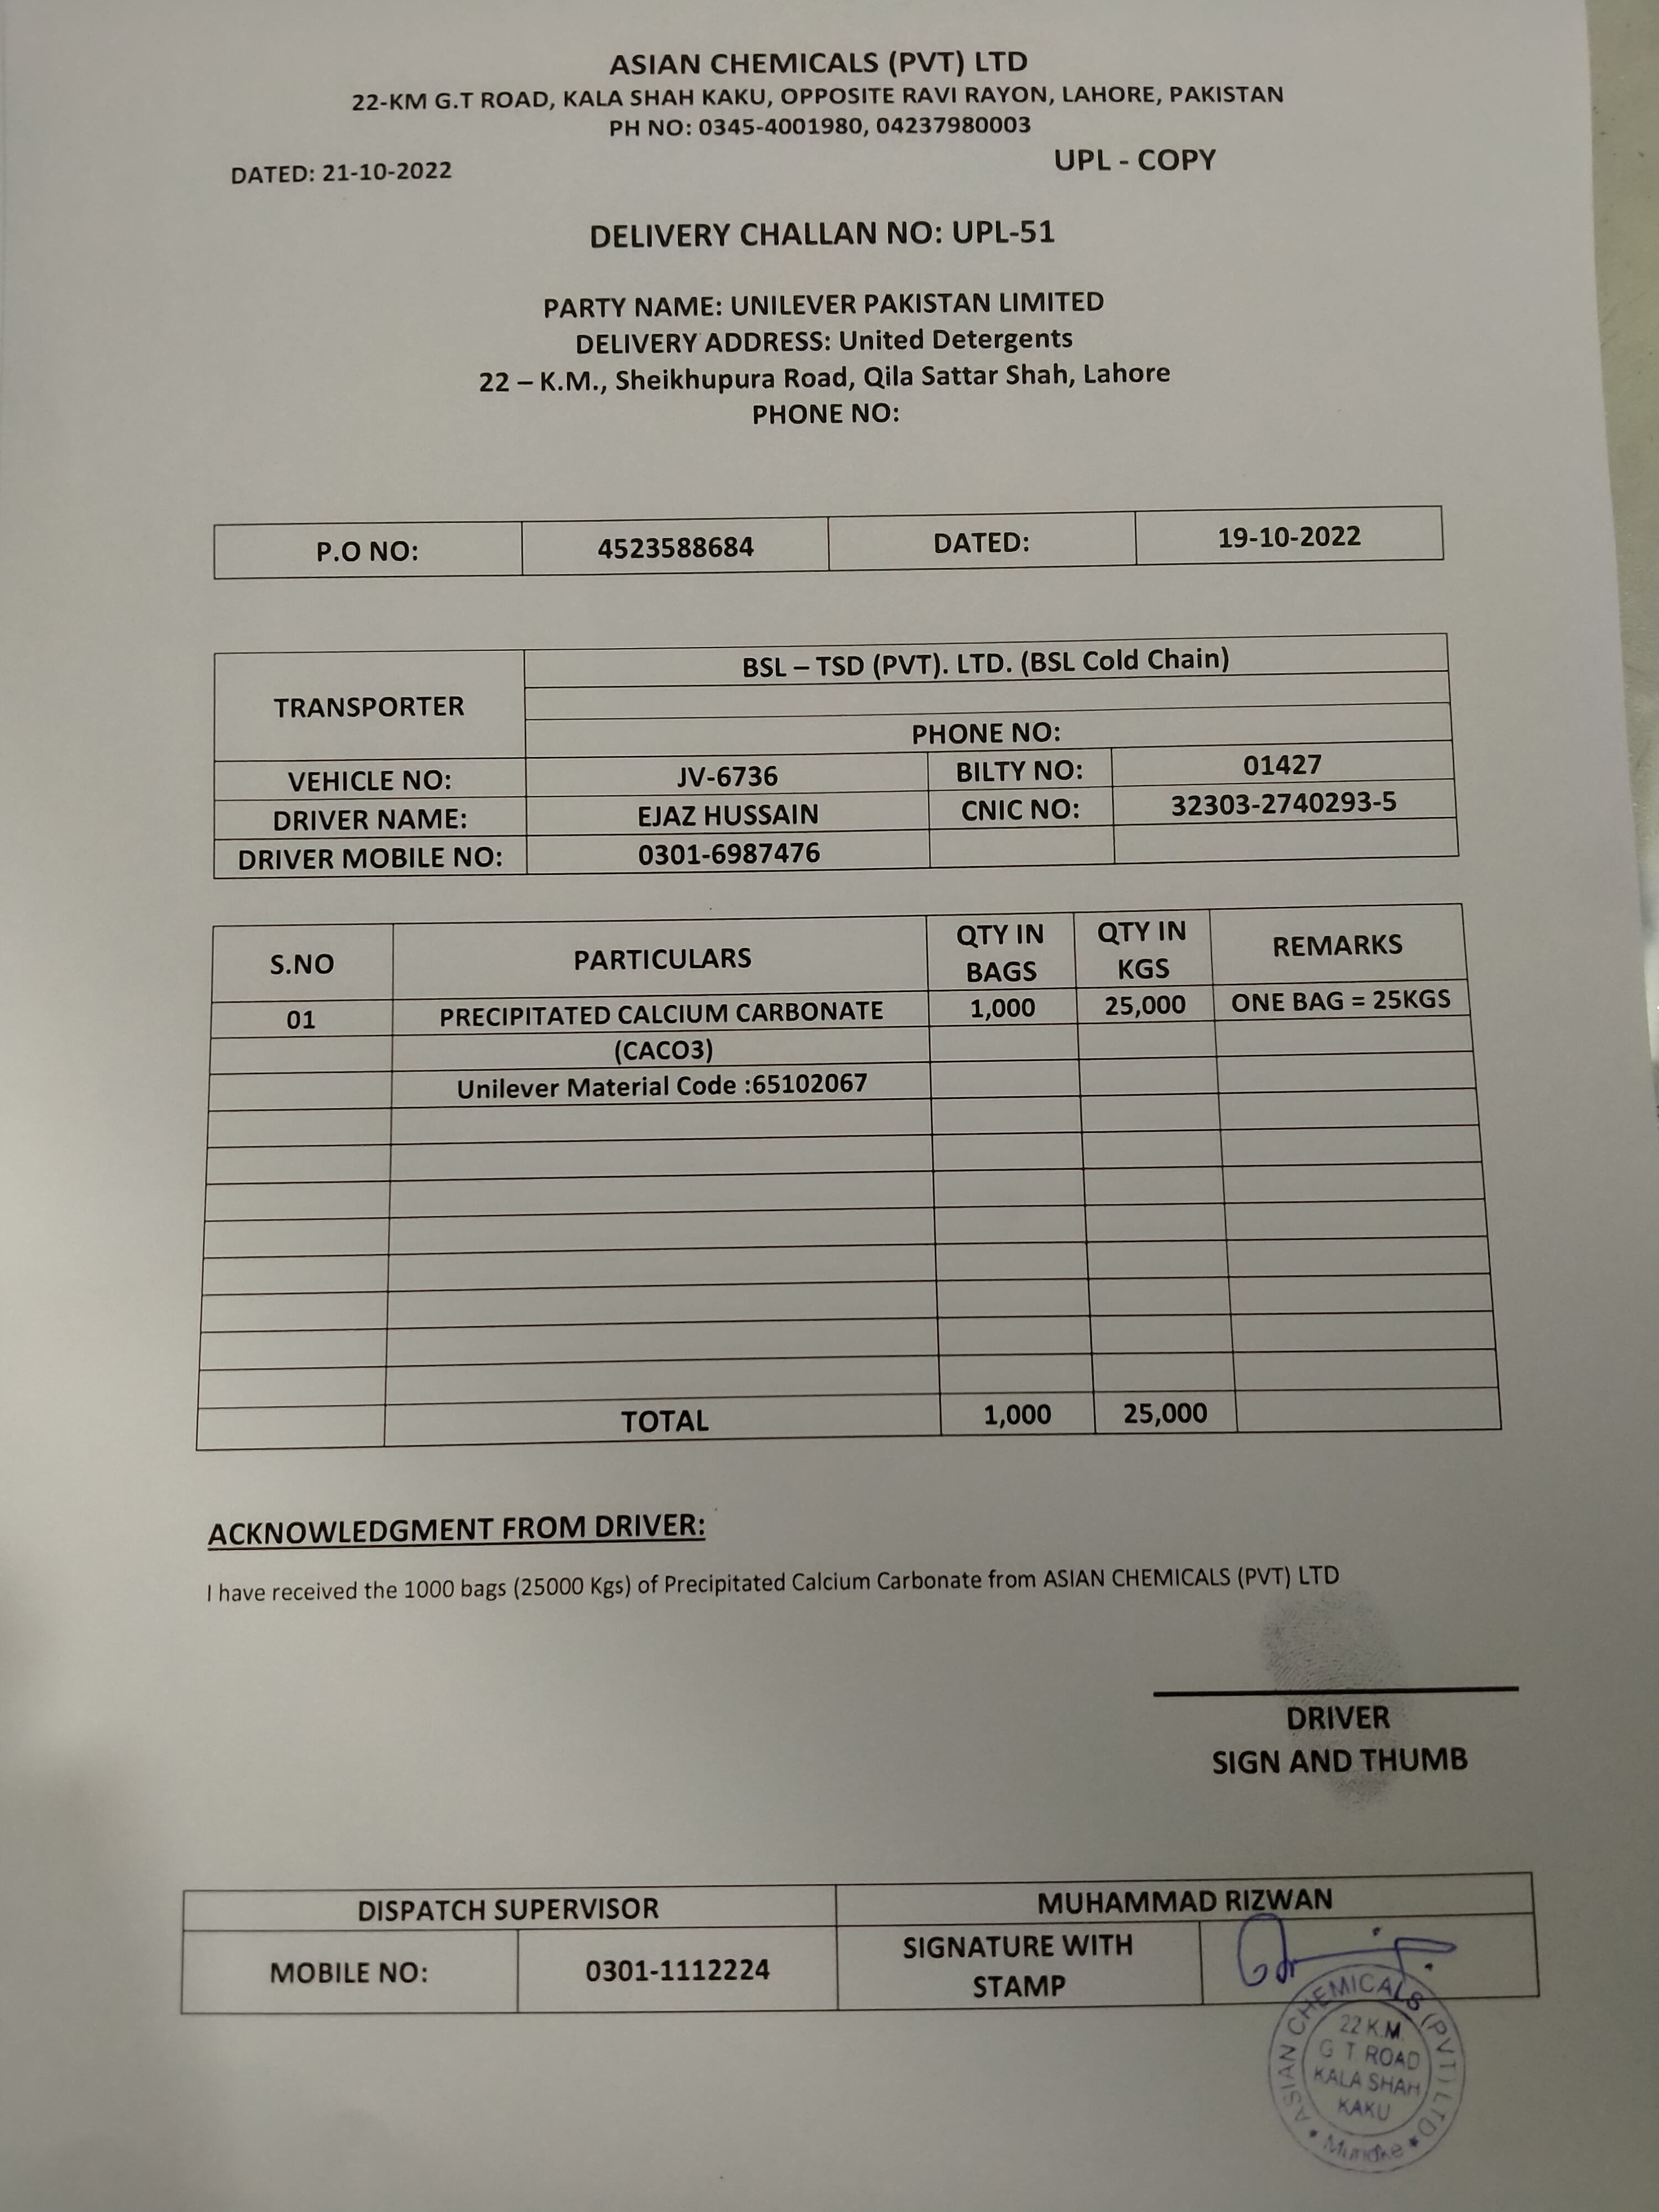 ASIAN CHEMICALS (PVT) LTD
22-KM G.T ROAD, KALA SHAH KAKU, OPPOSITE RAVI RAYON, LAHORE, PAKISTAN
PH NO: 0345-4001980, 04237980003
DATED: 21-10-2022 UPL - COPY
DELIVERY CHALLAN NO: UPL-51
PARTY NAME: UNILEVER PAKISTAN LIMITED
DELIVERY ADDRESS: United Detergents
22 – K.M., Sheikhupura Road, Qila Sattar Shah, Lahore
PHONE NO:
P.O NO: 4523588684 DATED: 19-10-2022
TRANSPORTER BSL – TSD (PVT). LTD. (BSL Cold Chain)
PHONE NO:
VEHICLE NO: JV-6736 BILTY NO: 01427
DRIVER NAME: EJAZ HUSSAIN CNIC NO: 32303-2740293-5
DRIVER MOBILE NO: 0301-6987476
S.NO PARTICULARS QTY IN BAGS QTY IN KGS REMARKS
01 PRECIPITATED CALCIUM CARBONATE 1,000 25,000 ONE BAG = 25KGS
(CACO3)
Unilever Material Code :65102067
TOTAL 1,000 25,000
ACKNOWLEDGMENT FROM DRIVER:
I have received the 1000 bags (25000 Kgs) of Precipitated Calcium Carbonate from ASIAN CHEMICALS (PVT) LTD
DRIVER
SIGN AND THUMB
DISPATCH SUPERVISOR MUHAMMAD RIZWAN
MOBILE NO: 0301-1112224 SIGNATURE WITH STAMP
ASIAN CHEMICALS (PVT) LTD
22 K.M.
G T ROAD
KALA SHAH
KAKU